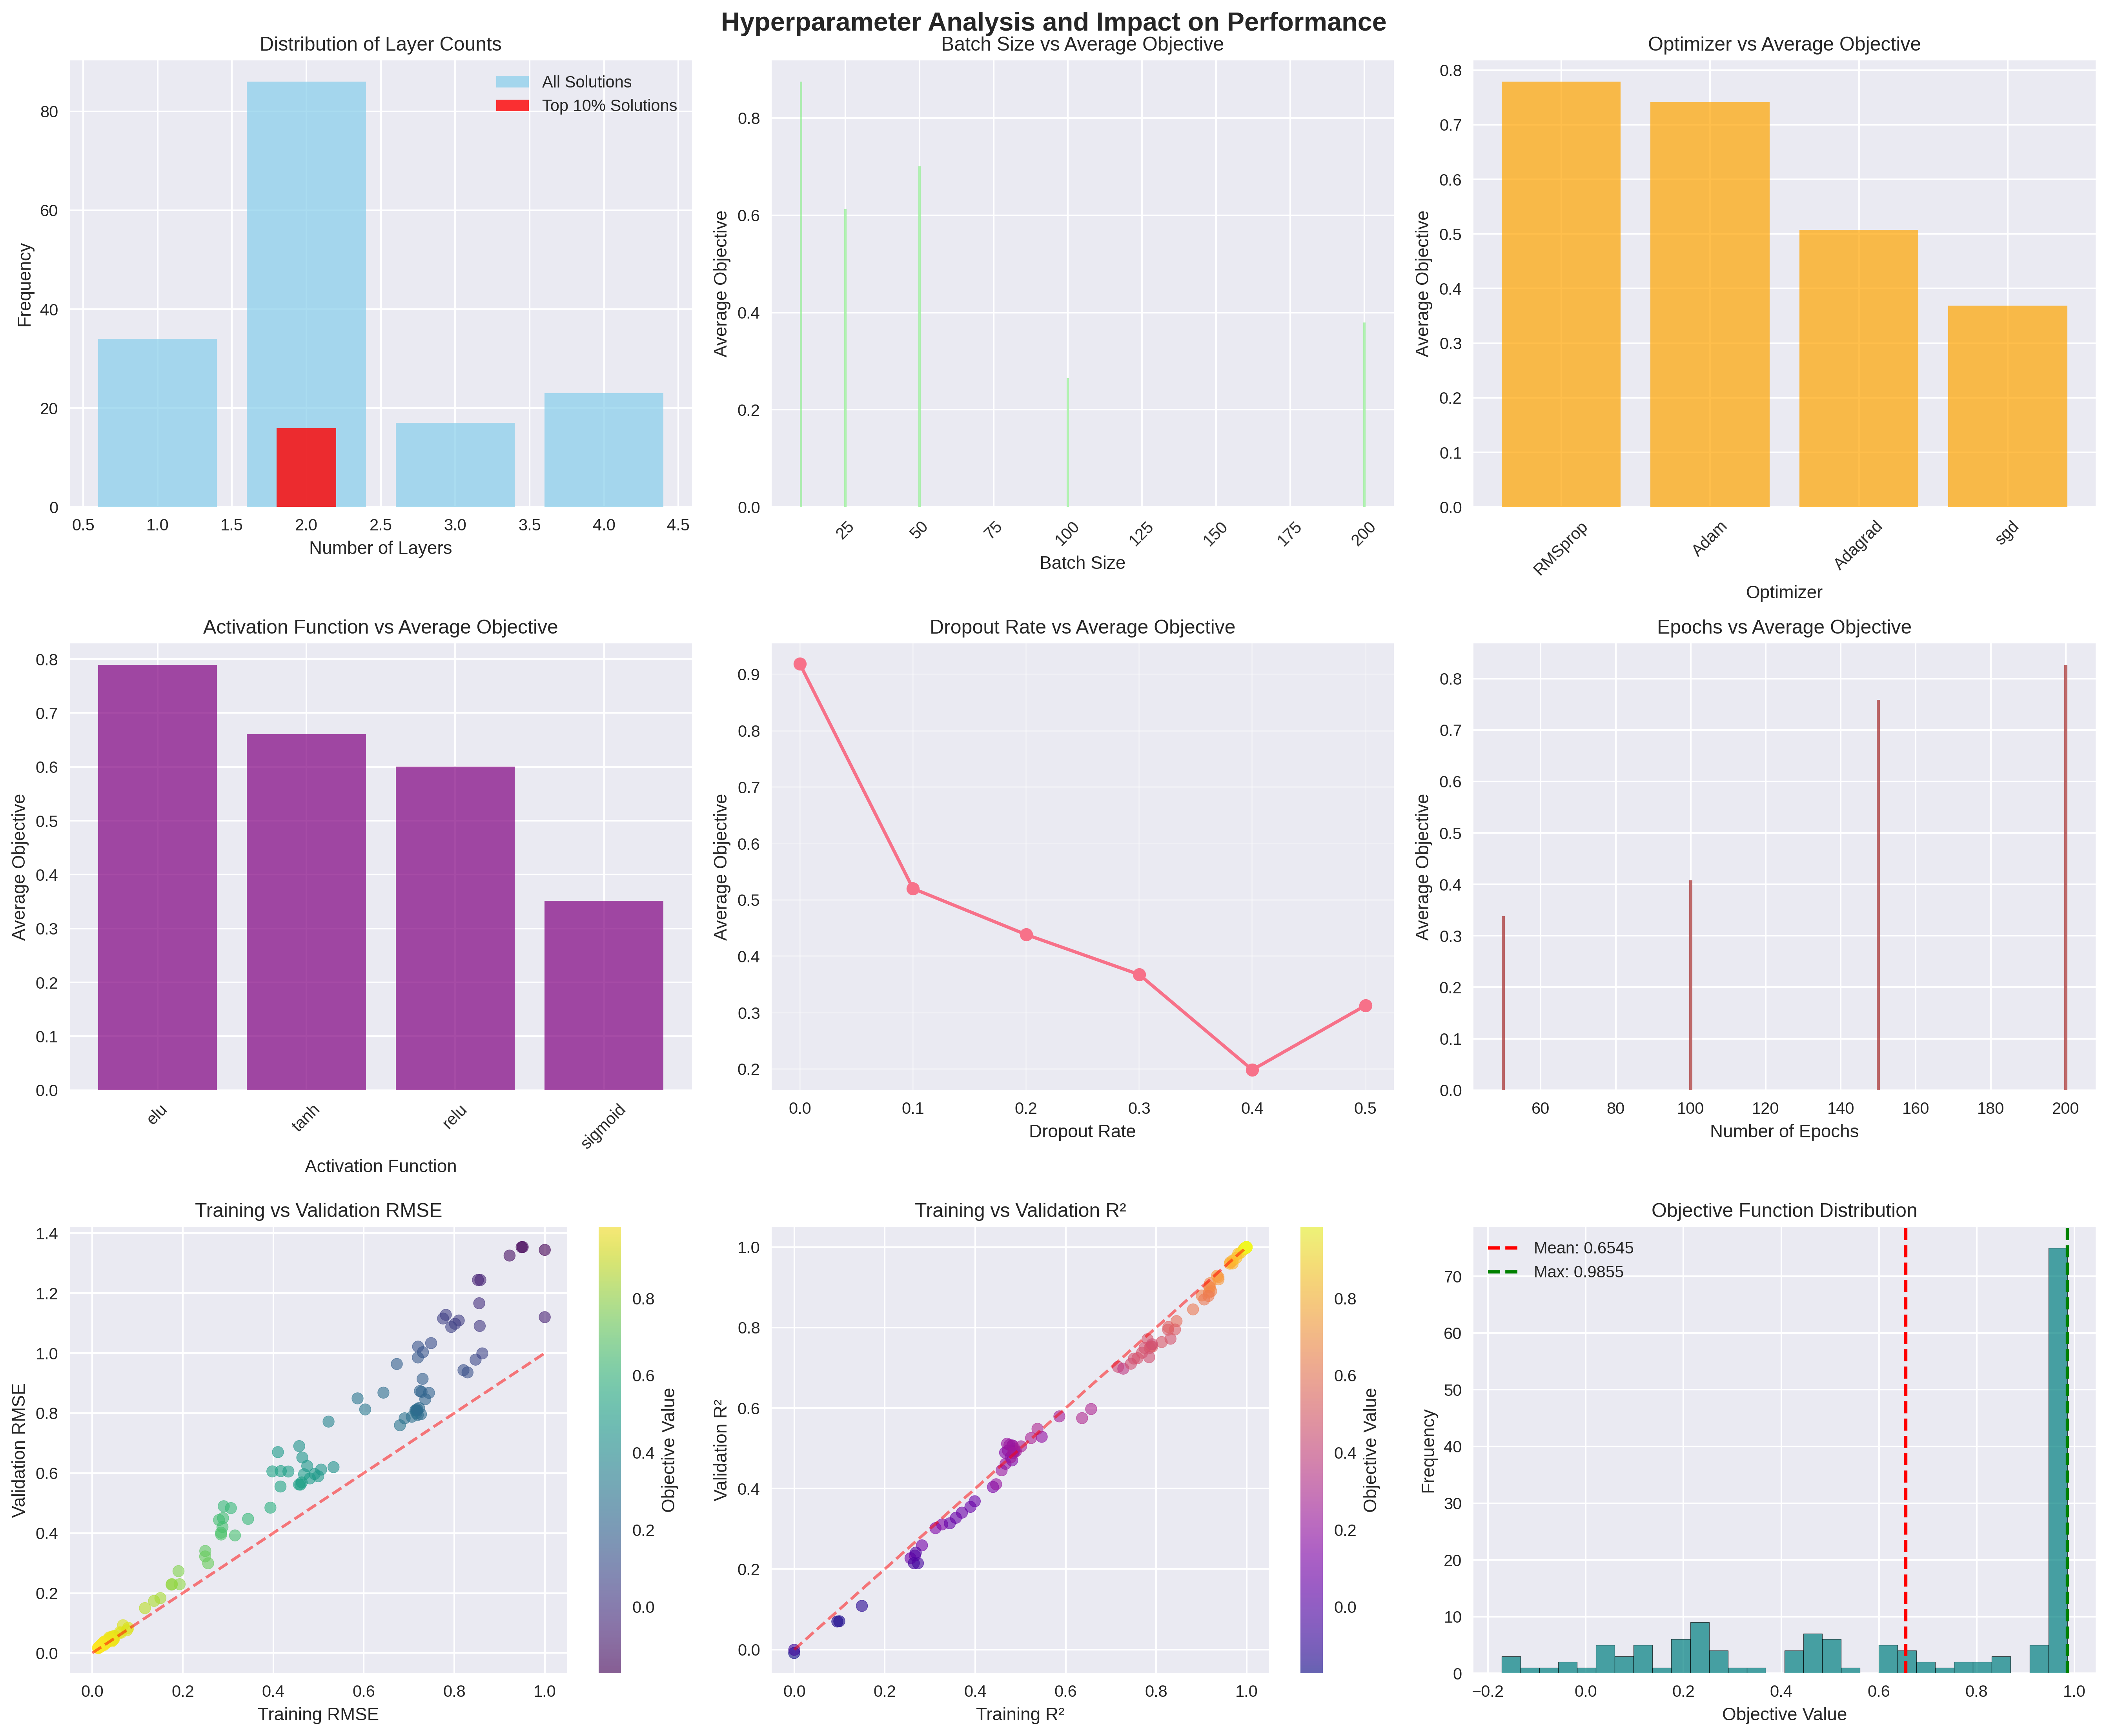 Hyperparameter Analysis and Impact on Performance
Distribution of Layer Counts
All Solutions
Top 10% Solutions
80
60
40
20
0
Frequency
0.5 1.0 1.5 2.0 2.5 3.0 3.5 4.0 4.5
Number of Layers
Batch Size vs Average Objective
0.8
0.6
0.4
0.2
0.0
Average Objective
25 50 75 100 125 150 175 200
Batch Size
Optimizer vs Average Objective
0.8
0.7
0.6
0.5
0.4
0.3
0.2
0.1
0.0
Average Objective
RMSprop Adam Adagrad sgd
Optimizer
Activation Function vs Average Objective
0.8
0.7
0.6
0.5
0.4
0.3
0.2
0.1
0.0
Average Objective
elu tanh relu sigmoid
Activation Function
Dropout Rate vs Average Objective
0.9
0.8
0.7
0.6
0.5
0.4
0.3
0.2
Average Objective
0.0 0.1 0.2 0.3 0.4 0.5
Dropout Rate
Epochs vs Average Objective
0.8
0.7
0.6
0.5
0.4
0.3
0.2
0.1
0.0
Average Objective
60 80 100 120 140 160 180 200
Number of Epochs
Training vs Validation RMSE
1.4
1.2
1.0
0.8
0.6
0.4
0.2
0.0
Validation RMSE
0.0 0.2 0.4 0.6 0.8 1.0
Training RMSE
0.8
0.6
0.4
0.2
0.0
Objective Value
Training vs Validation R²
1.0
0.8
0.6
0.4
0.2
0.0
Validation R²
0.0 0.2 0.4 0.6 0.8 1.0
Training R²
0.8
0.6
0.4
0.2
0.0
Objective Value
Objective Function Distribution
Mean: 0.6545
Max: 0.9855
70
60
50
40
30
20
10
0
Frequency
−0.2 0.0 0.2 0.4 0.6 0.8 1.0
Objective Value